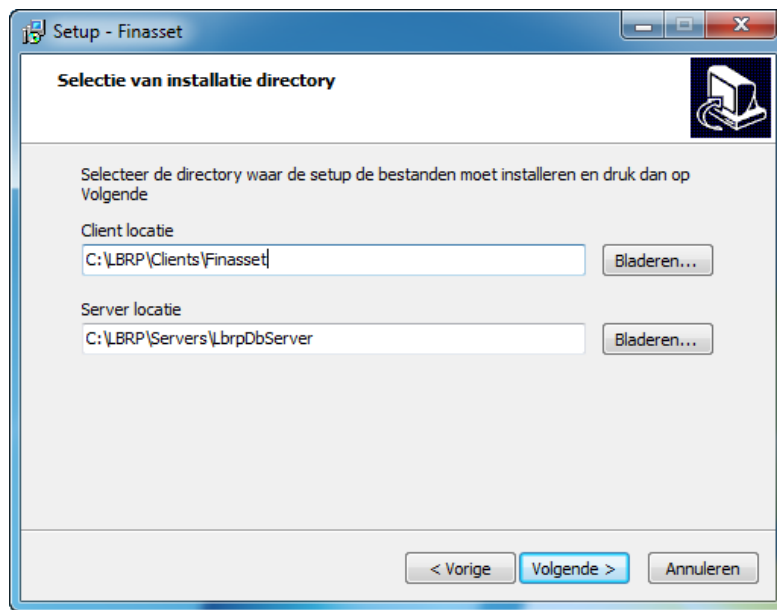 Setup - Finasset
Selectie van installatie directory
Selecteer de directory waar de setup de bestanden moet installeren en druk dan op
Volgende
Client locatie
C:\LBRP\Clients\Finasset
Bladeren...
Server locatie
C:\LBRP\Servers\LbrpDbServer
Bladeren...
< Vorige
Volgende >
Annuleren